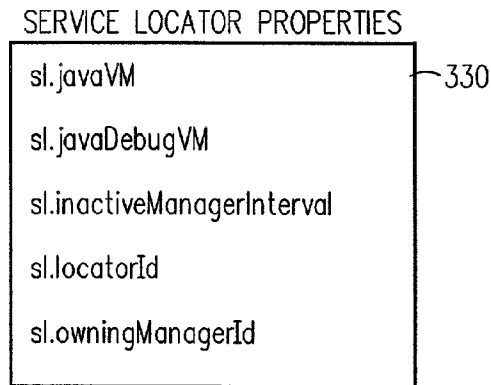 SERVICE LOCATOR PROPERTIES
sl.javaVM
330
sl.javaDebugVM
sl.inactiveManagerInterval
sl.locatorId
sl.owningManagerId